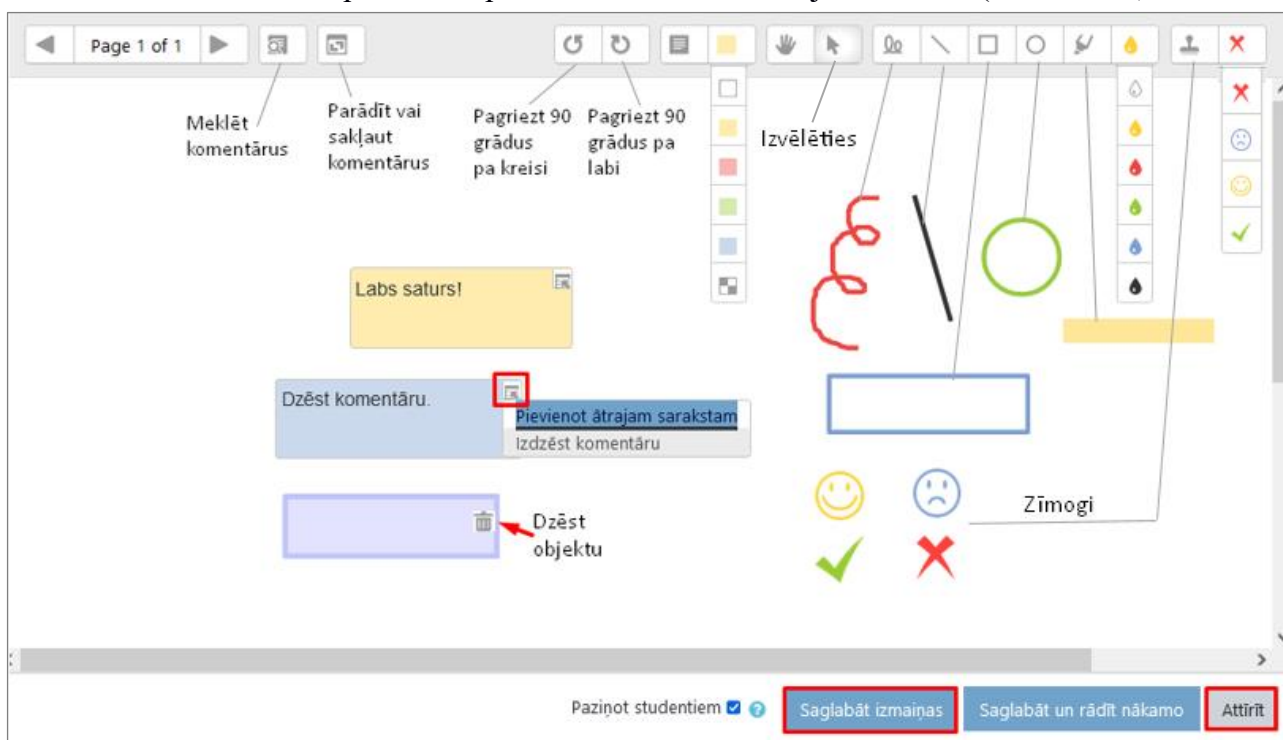 Page 1 of 1
Meklēt
komentārus
Parādīt vai
sakļaut
komentārus
Pagriezt 90
grādus
pa kreisi
Pagriezt 90
grādus pa
labi
Izvēlēties
Labs saturs!
Dzēst komentāru.
Pievienot ātrajam sarakstam
Izdzēst komentāru
Dzēst
objektu
Zīmogi
Paziņot studentiem
Saglabāt izmaiņas
Saglabāt un rādīt nākamo
Attīrīt